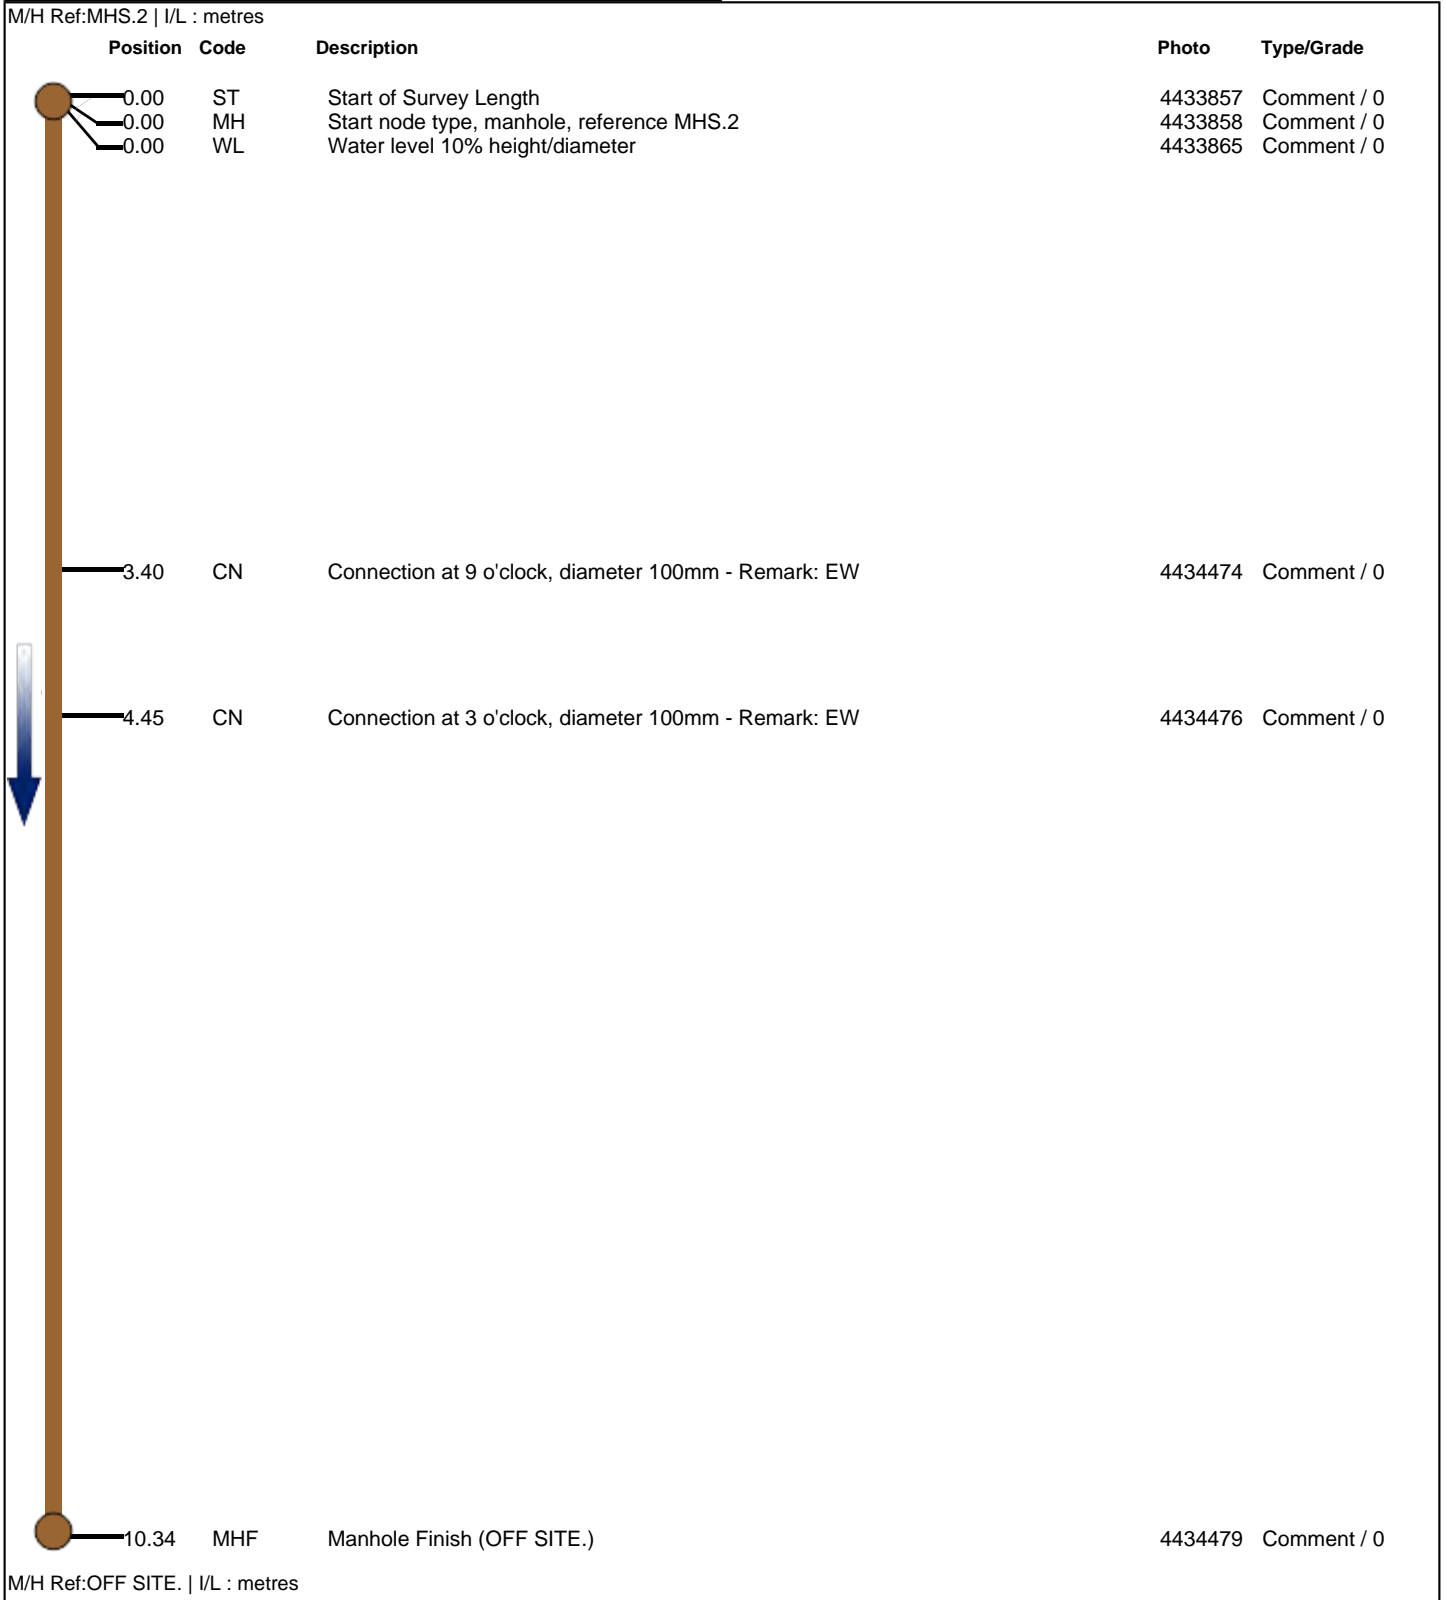 M/H Ref:MHS.2 | I/L : metres
Position Code Description Photo Type/Grade
0.00 ST Start of Survey Length 4433857 Comment / 0
0.00 MH Start node type, manhole, reference MHS.2 4433858 Comment / 0
0.00 WL Water level 10% height/diameter 4433865 Comment / 0
3.40 CN Connection at 9 o'clock, diameter 100mm - Remark: EW 4434474 Comment / 0
4.45 CN Connection at 3 o'clock, diameter 100mm - Remark: EW 4434476 Comment / 0
10.34 MHF Manhole Finish (OFF SITE.) 4434479 Comment / 0
M/H Ref:OFF SITE. | I/L : metres